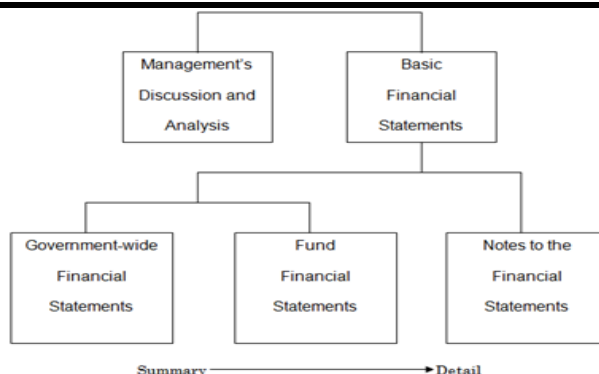 Management's
Discussion and
Analysis
Basic
Financial
Statements
Government-wide
Financial
Statements
Fund
Financial
Statements
Notes to the
Financial
Statements
Summary
Detail